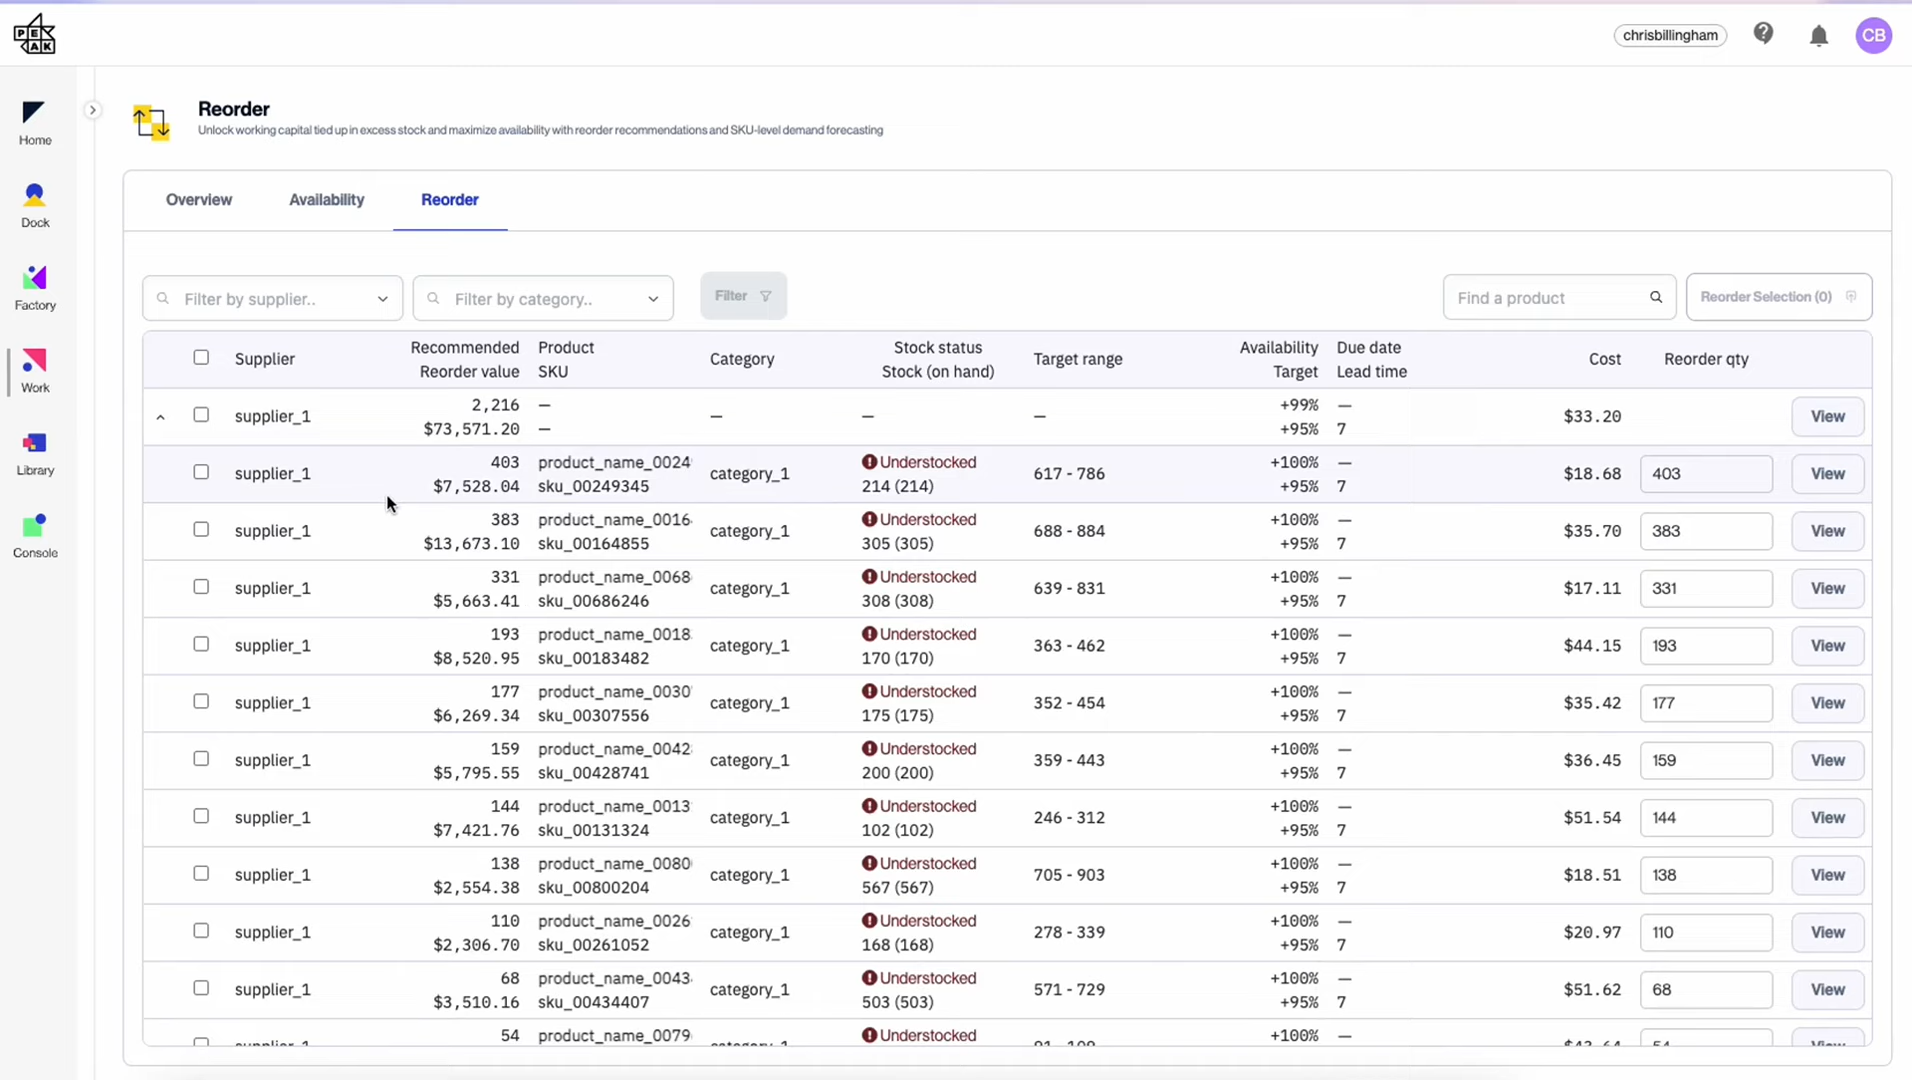 PEAK
chrisbillingham
CB
Home
Dock
Factory
Work
Library
Console
Reorder
Unlock working capital tied up in excess stock and maximize availability with reorder recommendations and SKU-level demand forecasting
Overview Availability Reorder
Filter by supplier.. Filter by category.. Filter Find a product Reorder Selection (0)
Supplier Recommended Reorder value Product SKU Category Stock status Stock (on hand) Target range Availability Target Due date Lead time Cost Reorder qty
2,216 — +99% —
supplier_1 — — — $33.20 View
$73,571.20 — +95% 7
403 product_name_0024 Understocked +100% —
supplier_1 category_1 617 - 786 $18.68 403 View
$7,528.04 sku_00249345 214 (214) +95% 7
383 product_name_0016 Understocked +100% —
supplier_1 category_1 688 - 884 $35.70 383 View
$13,673.10 sku_00164855 305 (305) +95% 7
331 product_name_0068 Understocked +100% —
supplier_1 category_1 639 - 831 $17.11 331 View
$5,663.41 sku_00686246 308 (308) +95% 7
193 product_name_0018 Understocked +100% —
supplier_1 category_1 363 - 462 $44.15 193 View
$8,520.95 sku_00183482 170 (170) +95% 7
177 product_name_0030 Understocked +100% —
supplier_1 category_1 352 - 454 $35.42 177 View
$6,269.34 sku_00307556 175 (175) +95% 7
159 product_name_0042 Understocked +100% —
supplier_1 category_1 359 - 443 $36.45 159 View
$5,795.55 sku_00428741 200 (200) +95% 7
144 product_name_0013 Understocked +100% —
supplier_1 category_1 246 - 312 $51.54 144 View
$7,421.76 sku_00131324 102 (102) +95% 7
138 product_name_0080 Understocked +100% —
supplier_1 category_1 705 - 903 $18.51 138 View
$2,554.38 sku_00800204 567 (567) +95% 7
110 product_name_0026 Understocked +100% —
supplier_1 category_1 278 - 339 $20.97 110 View
$2,306.70 sku_00261052 168 (168) +95% 7
68 product_name_0043 Understocked +100% —
supplier_1 category_1 571 - 729 $51.62 68 View
$3,510.16 sku_00434407 503 (503) +95% 7
54 product_name_0079 Understocked +100% —